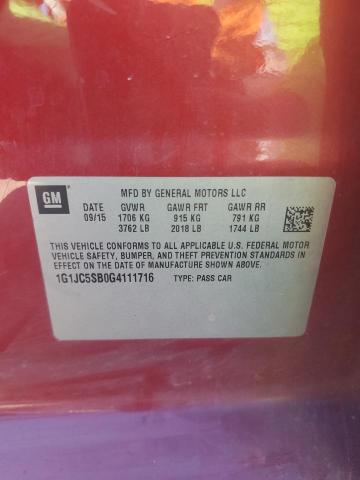 GM
MFD BY GENERAL MOTORS LLC
DATE GVWR GAWR FRT GAWR RR
09/15 1706 KG 915 KG 791 KG
3762 LB 2018 LB 1744 LB
THIS VEHICLE CONFORMS TO ALL APPLICABLE U.S. FEDERAL MOTOR
VEHICLE SAFETY, BUMPER, AND THEFT PREVENTION STANDARDS
IN EFFECT ON THE DATE OF MANUFACTURE SHOWN ABOVE.
1G1JC5SB0G4111716 TYPE: PASS CAR